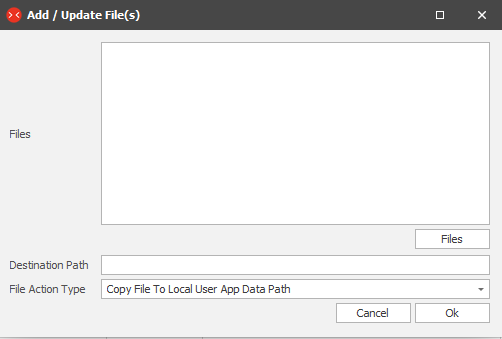 Add / Update File(s)
Files
Files
Destination Path
File Action Type
Copy File To Local User App Data Path
Cancel
Ok